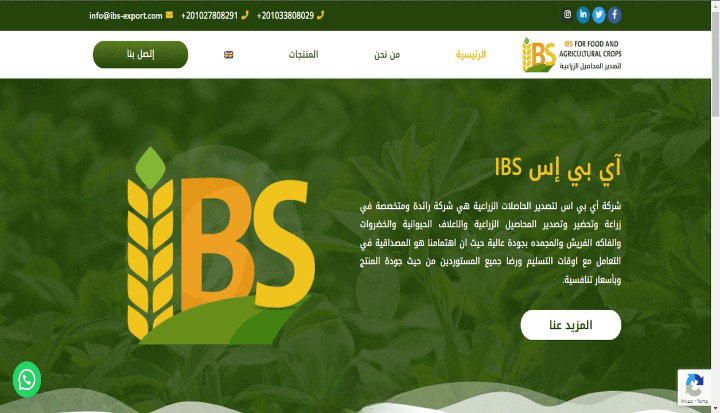 +201033808029
+201027808291
info@ibs-export.com
IBS FOR FOOD AND
AGRICULTURAL CROPS
لتصدير المحاصيل الزراعية
الرئيسية
من نحن
المنتجات
إتصل بنا
IBS
آي بي إس IBS
شركة أي بي اس لتصدير الحاصلات الزراعية هي شركة رائدة ومتخصصة في
زراعة وتحضير وتصدير المحاصيل الزراعية والاعلاف الحيوانية والخضروات
والفاكه الفريش والمجمده بجودة عالية حيث ان اهتمامنا هو المصداقية في
التعامل مع اوقات التسليم ورضا جميع المستوردين من حيث جودة المنتج
وبأسعار تنافسية.
المزيد عنا
IBS
Privacy - Terms